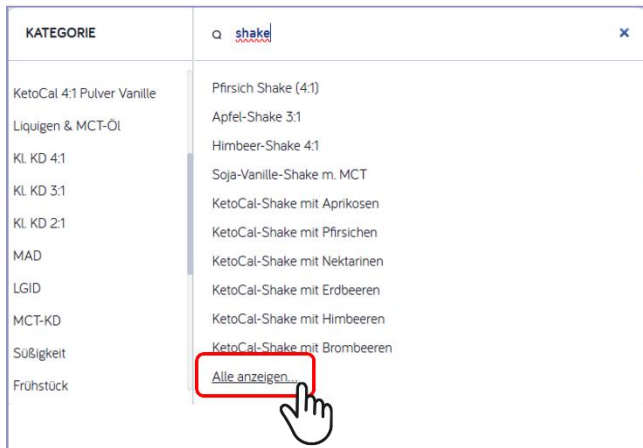 KATEGORIE
shake
KetoCal 4:1 Pulver Vanille
Liquigen & MCT-Öl
Kl. KD 4:1
Kl. KD 3:1
Kl. KD 2:1
MAD
LGID
MCT-KD
Süßigkeit
Frühstück
Pfirsich Shake (4:1)
Apfel-Shake 3:1
Himbeer-Shake 4:1
Soja-Vanille-Shake m. MCT
KetoCal-Shake mit Aprikosen
KetoCal-Shake mit Pfirsichen
KetoCal-Shake mit Nektarinen
KetoCal-Shake mit Erdbeeren
KetoCal-Shake mit Himbeeren
KetoCal-Shake mit Brombeeren
Alle anzeigen...